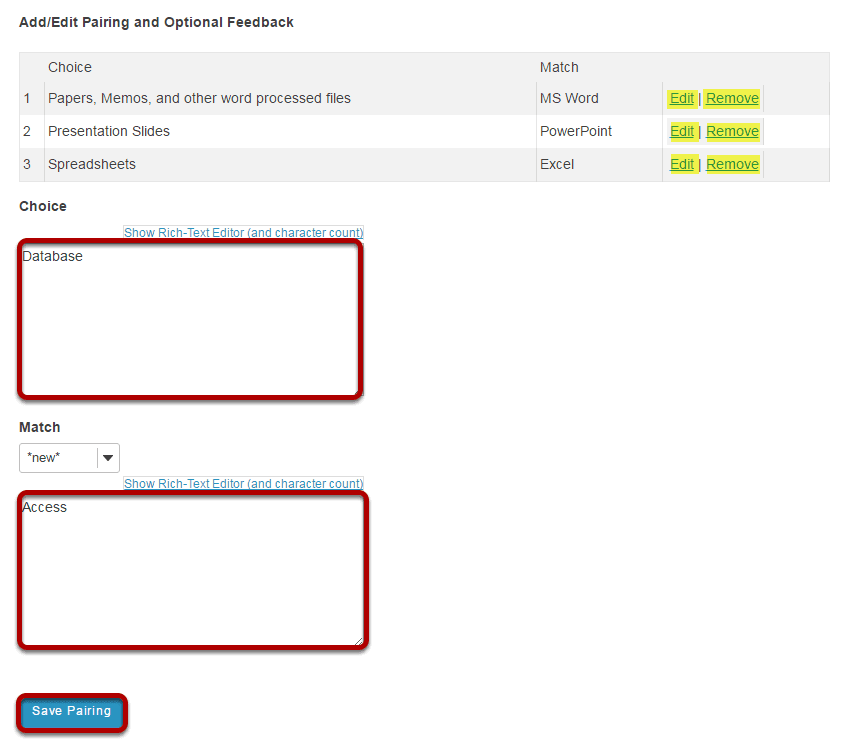 Add/Edit Pairing and Optional Feedback
Choice Match
1 Papers, Memos, and other word processed files MS Word Edit | Remove
2 Presentation Slides PowerPoint Edit | Remove
3 Spreadsheets Excel Edit | Remove
Choice
Show Rich-Text Editor (and character count)
Database
Match
*new*
Show Rich-Text Editor (and character count)
Access
Save Pairing